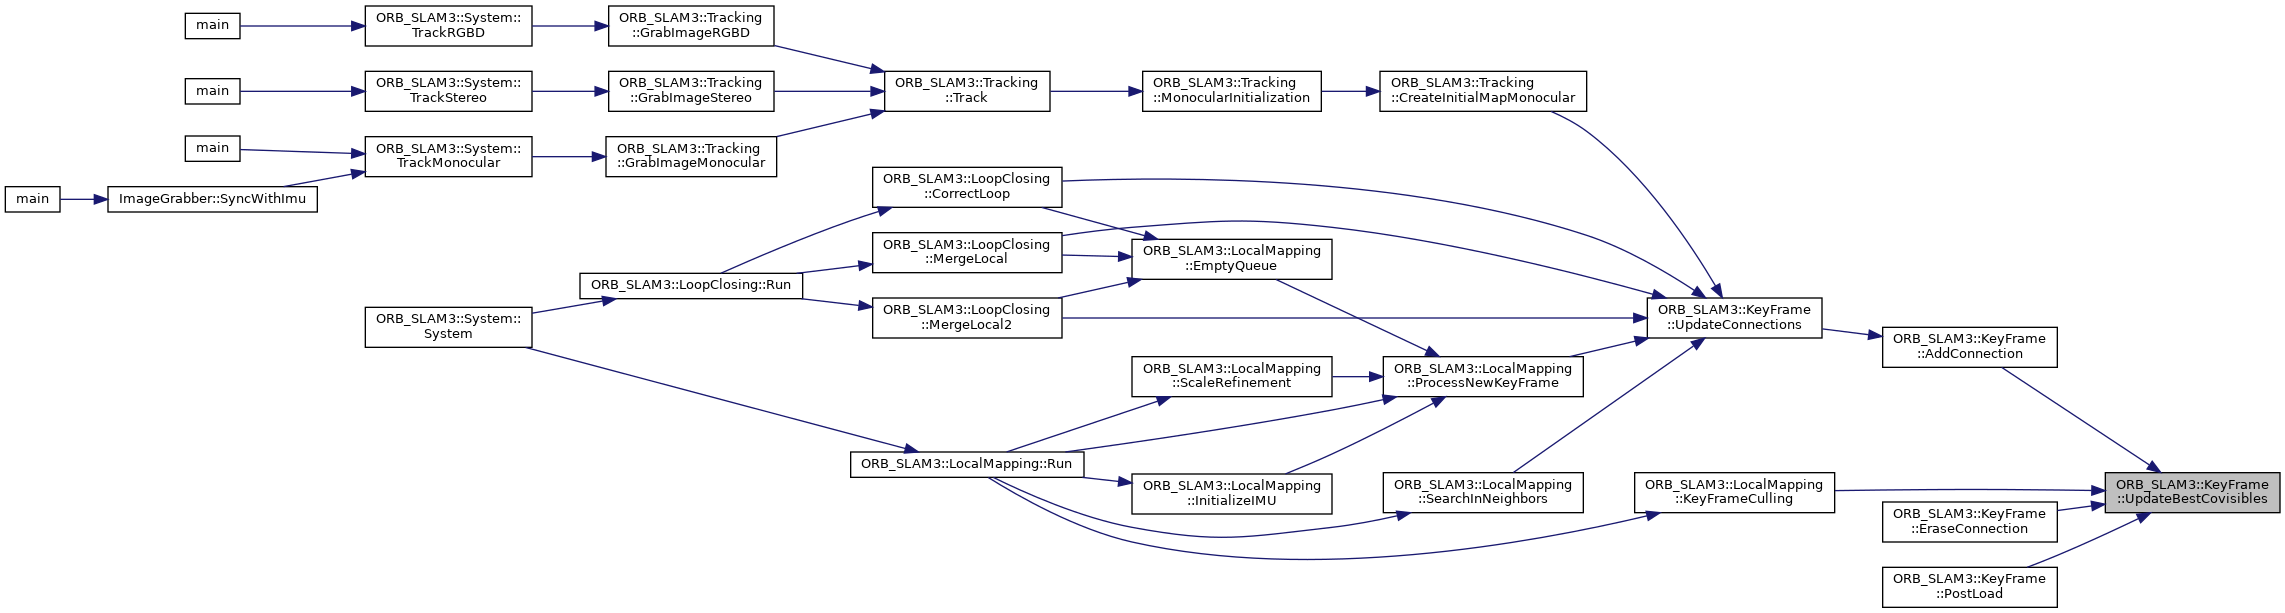 main
ORB_SLAM3::System::
TrackRGBD
ORB_SLAM3::Tracking
::GrabImageRGBD
main
ORB_SLAM3::System::
TrackStereo
ORB_SLAM3::Tracking
::GrabImageStereo
ORB_SLAM3::Tracking
::Track
ORB_SLAM3::Tracking
::MonocularInitialization
ORB_SLAM3::Tracking
::CreateInitialMapMonocular
main
ORB_SLAM3::System::
TrackMonocular
ORB_SLAM3::Tracking
::GrabImageMonocular
main
ImageGrabber::SyncWithImu
ORB_SLAM3::LoopClosing
::CorrectLoop
ORB_SLAM3::LoopClosing
::MergeLocal
ORB_SLAM3::LocalMapping
::EmptyQueue
ORB_SLAM3::LoopClosing::Run
ORB_SLAM3::LoopClosing
::MergeLocal2
ORB_SLAM3::KeyFrame
::UpdateConnections
ORB_SLAM3::System::
System
ORB_SLAM3::KeyFrame
::AddConnection
ORB_SLAM3::LocalMapping
::ScaleRefinement
ORB_SLAM3::LocalMapping
::ProcessNewKeyFrame
ORB_SLAM3::LocalMapping::Run
ORB_SLAM3::LocalMapping
::InitializeIMU
ORB_SLAM3::LocalMapping
::SearchInNeighbors
ORB_SLAM3::LocalMapping
::KeyFrameCulling
ORB_SLAM3::KeyFrame
::UpdateBestCovisibles
ORB_SLAM3::KeyFrame
::EraseConnection
ORB_SLAM3::KeyFrame
::PostLoad